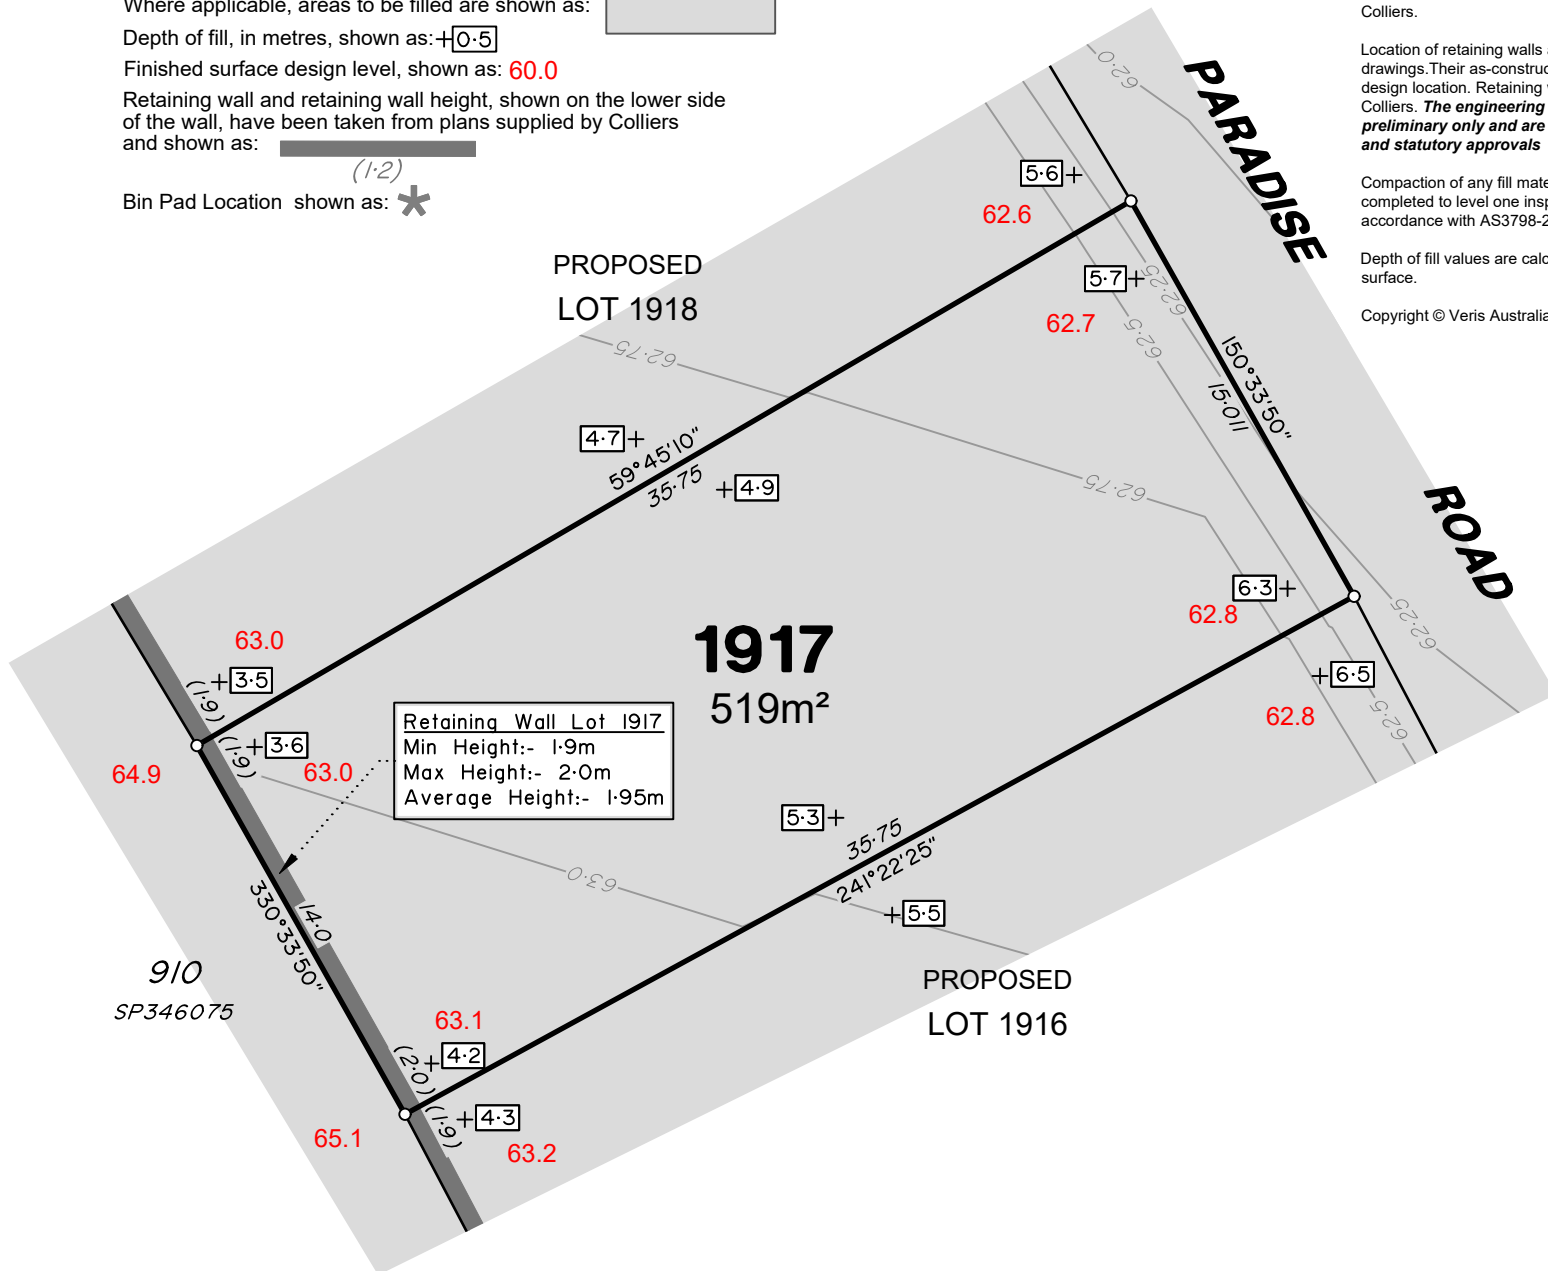 Where applicable, areas to be filled are shown as:
Depth of fill, in metres, shown as: +0·5
Finished surface design level, shown as: 60.0
Retaining wall and retaining wall height, shown on the lower side
of the wall, have been taken from plans supplied by Colliers
and shown as:
(1·2)
Bin Pad Location shown as: *
Colliers.
Location of retaining walls
drawings.Their as-construc
design location. Retaining
Colliers. The engineering
preliminary only and are
and statutory approvals
Compaction of any fill mate
completed to level one insp
accordance with AS3798-2
Depth of fill values are calc
surface.
Copyright © Veris Australia
PARADISE
ROAD
62·0
5·6
62.6
PROPOSED
LOT 1918
5·7
62·25
62.7
62·5
62·75
150°33'50"
15·011
4·7
59°45'10"
35·75
4·9
62·75
6·3
62.8
62·25
63.0
1917
519m²
3·5
(1·9)
6·5
62.8
62·5
Retaining Wall Lot 1917
Min Height:- 1·9m
Max Height:- 2·0m
Average Height:- 1·95m
3·6
(1·9)
64.9
63.0
5·3
35·75
241°22'25"
63·0
5·5
330°33'50"
14·0
910
SP346075
PROPOSED
LOT 1916
63.1
4·2
(2·0)
4·3
(1·9)
65.1
63.2